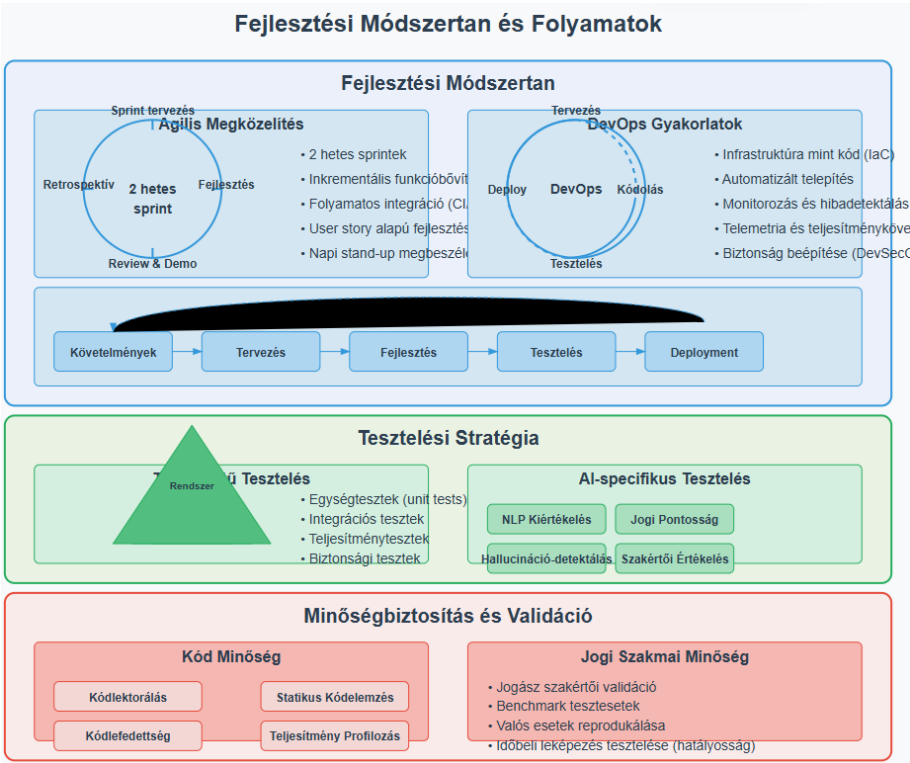 Fejlesztési Módszertan és Folyamatok
Fejlesztési Módszertan
Agilis Megközelítés
Sprint tervezés
Retrospektív
2 hetes
sprint
Fejlesztés
Review & Demo
• 2 hetes sprintek
• Inkrementális funkcióbővít
• Folyamatos integráció (CI/
• User story alapú fejlesztés
• Napi stand-up megbeszéle
DevOps Gyakorlatok
Tervezés
Deploy
DevOps
Kódolás
Tesztelés
• Infrastruktúra mint kód (IaC)
• Automatizált telepítés
• Monitorozás és hibadetektálás
• Telemetria és teljesítményköve
• Biztonság beépítése (DevSecO
Követelmények
Tervezés
Fejlesztés
Tesztelés
Deployment
Tesztelési Stratégia
Tesztelés
Rendszer
• Egységtesztek (unit tests)
• Integrációs tesztek
• Teljesítménytesztek
• Biztonsági tesztek
AI-specifikus Tesztelés
NLP Kiértékelés
Jogi Pontosság
Hallucináció-detektálás
Szakértői Értékelés
Minőségbiztosítás és Validáció
Kód Minőség
Kódlektorálás
Statikus Kódelemzés
Kódlefedettség
Teljesítmény Profilozás
Jogi Szakmai Minőség
• Jogász szakértői validáció
• Benchmark tesztesetek
• Valós esetek reprodukálása
• Időbeli leképezés tesztelése (hatályosság)